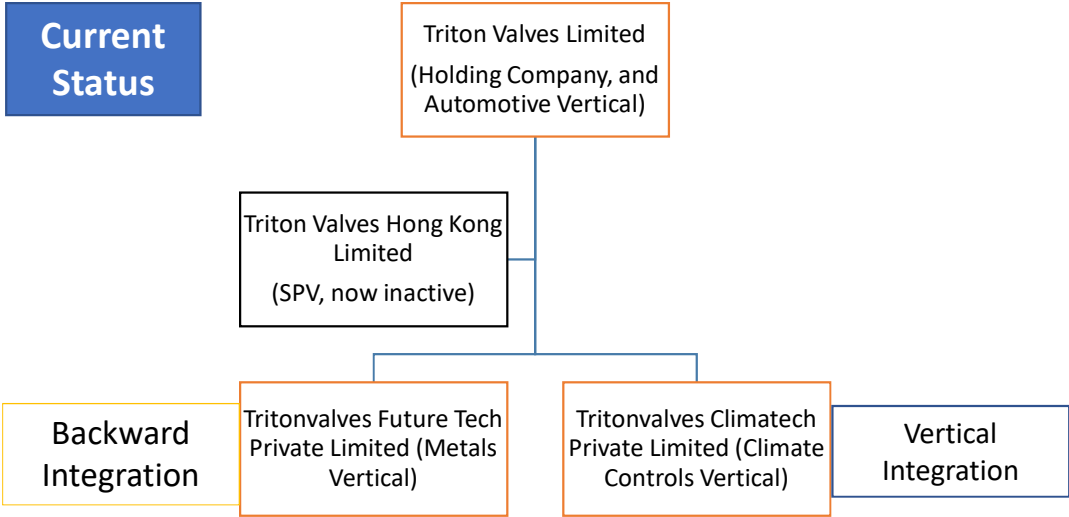 Current
Status
Triton Valves Limited
(Holding Company, and
Automotive Vertical)
Triton Valves Hong Kong
Limited
(SPV, now inactive)
Backward
Integration
Tritonvalves Future Tech
Private Limited (Metals
Vertical)
Tritonvalves Climatech
Private Limited (Climate
Controls Vertical)
Vertical
Integration